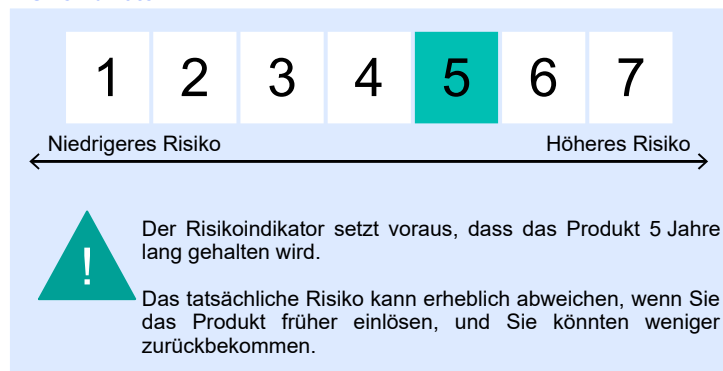 1 2 3 4 5 6 7
Niedrigeres Risiko Höheres Risiko
!
Der Risikoindikator setzt voraus, dass das Produkt 5 Jahre
lang gehalten wird.
Das tatsächliche Risiko kann erheblich abweichen, wenn Sie
das Produkt früher einlösen, und Sie könnten weniger
zurückbekommen.